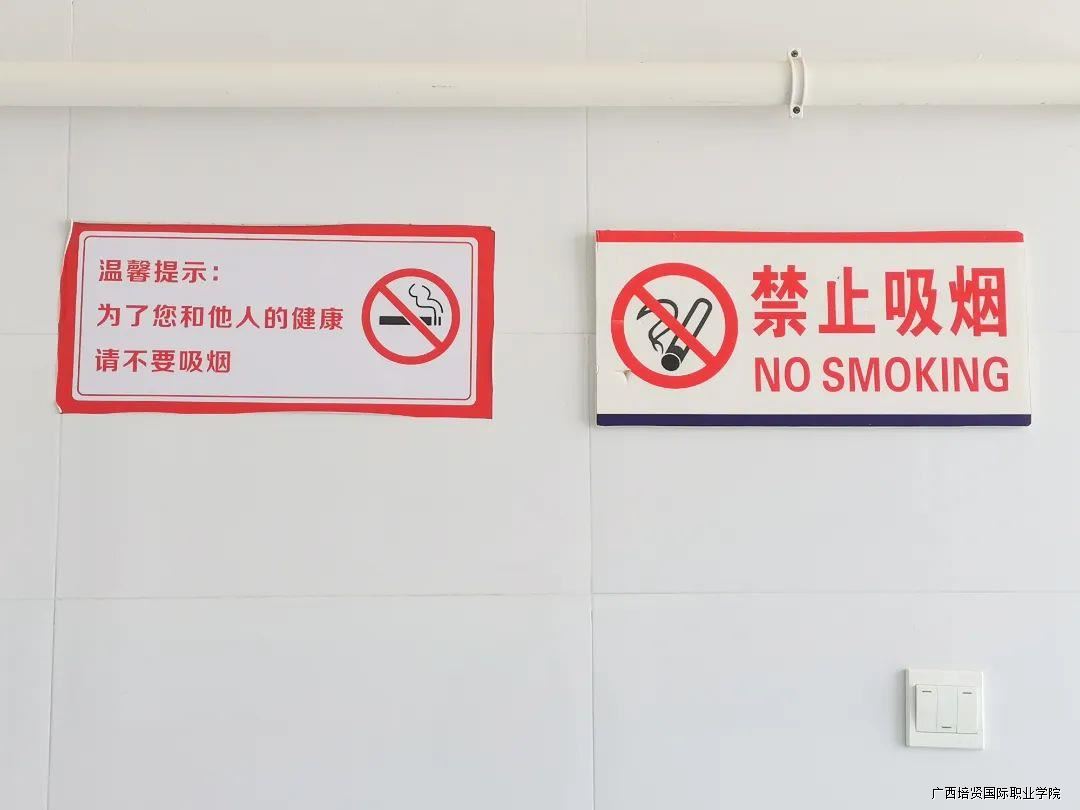 温馨提示:
为了您和他人的健康
请不要吸烟
禁止吸烟
NO SMOKING
广西培贤国际职业学院